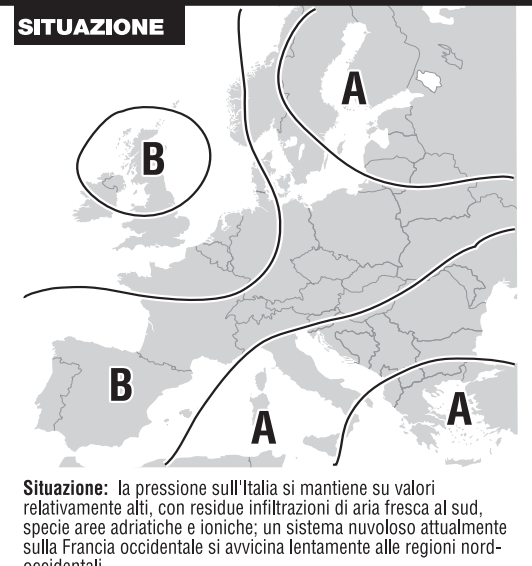 SITUAZIONE
A
B
B
A
A
Situazione: la pressione sull'Italia si mantiene su valori
relativamente alti, con residue infiltrazioni di aria fresca al sud,
specie aree adriatiche e ioniche; un sistema nuvoloso attualmente
sulla Francia occidentale si avvicina lentamente alle regioni nord-
occidentali